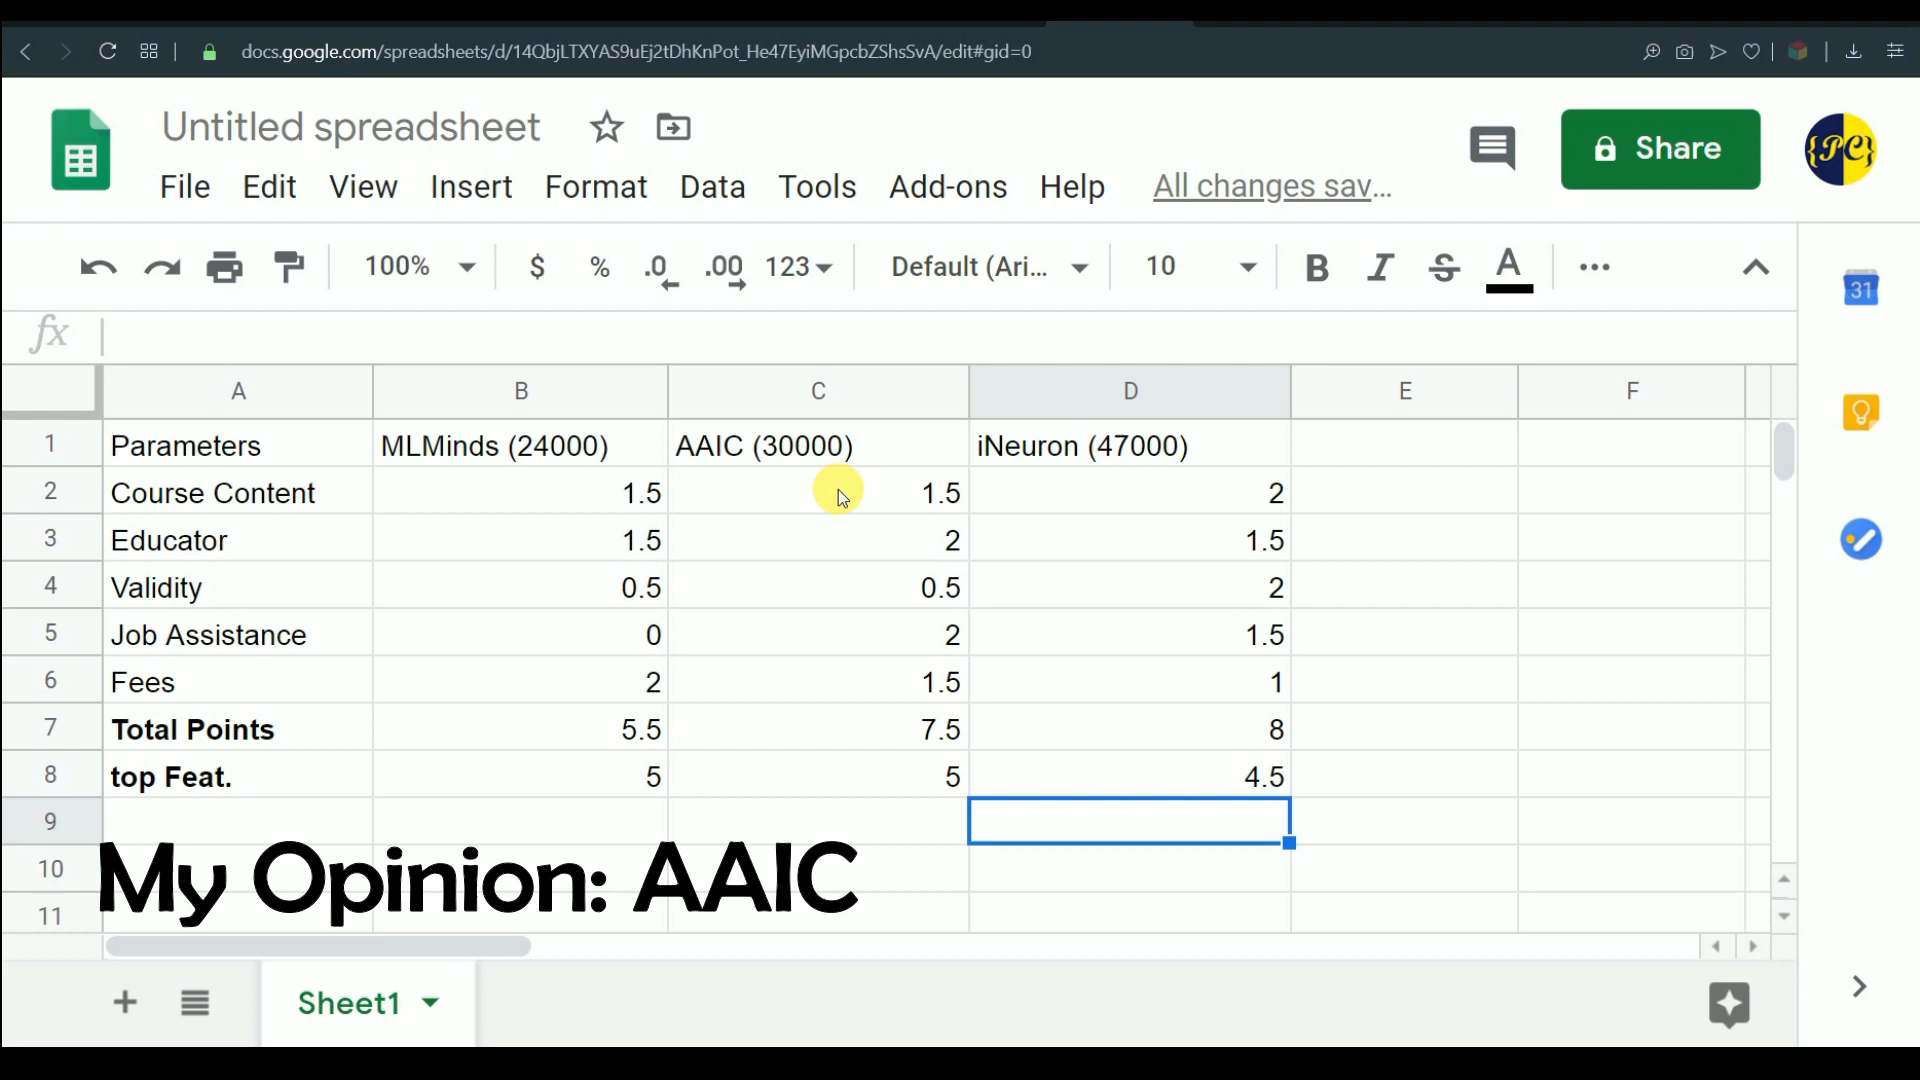 docs.google.com/spreadsheets/d/14QbjLTXYAS9uEj2tDhKnPot_He47EyiMGpcbZShsSvA/edit#gid=0
Untitled spreadsheet
Share
{PC}
File Edit View Insert Format Data Tools Add-ons Help All changes sav...
100% $ % .0 .00 123 Default (Ari... 10 B I S A
31
fx
A B C D E F
1 Parameters MLMinds (24000) AAIC (30000) iNeuron (47000)
2 Course Content 1.5 1.5 2
3 Educator 1.5 2 1.5
4 Validity 0.5 0.5 2
5 Job Assistance 0 2 1.5
6 Fees 2 1.5 1
7 Total Points 5.5 7.5 8
8 top Feat. 5 5 4.5
9
10
11
My Opinion: AAIC
Sheet1